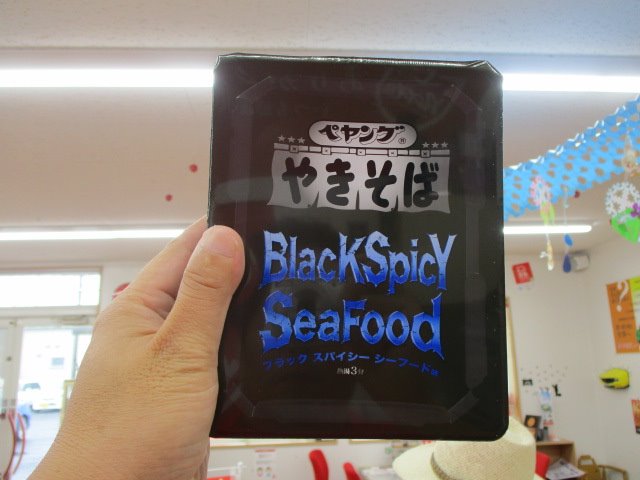 ペヤング®
やきそば
BlackSpicy
SeaFood
ブラック スパイシー シーフード味
熱湯3分